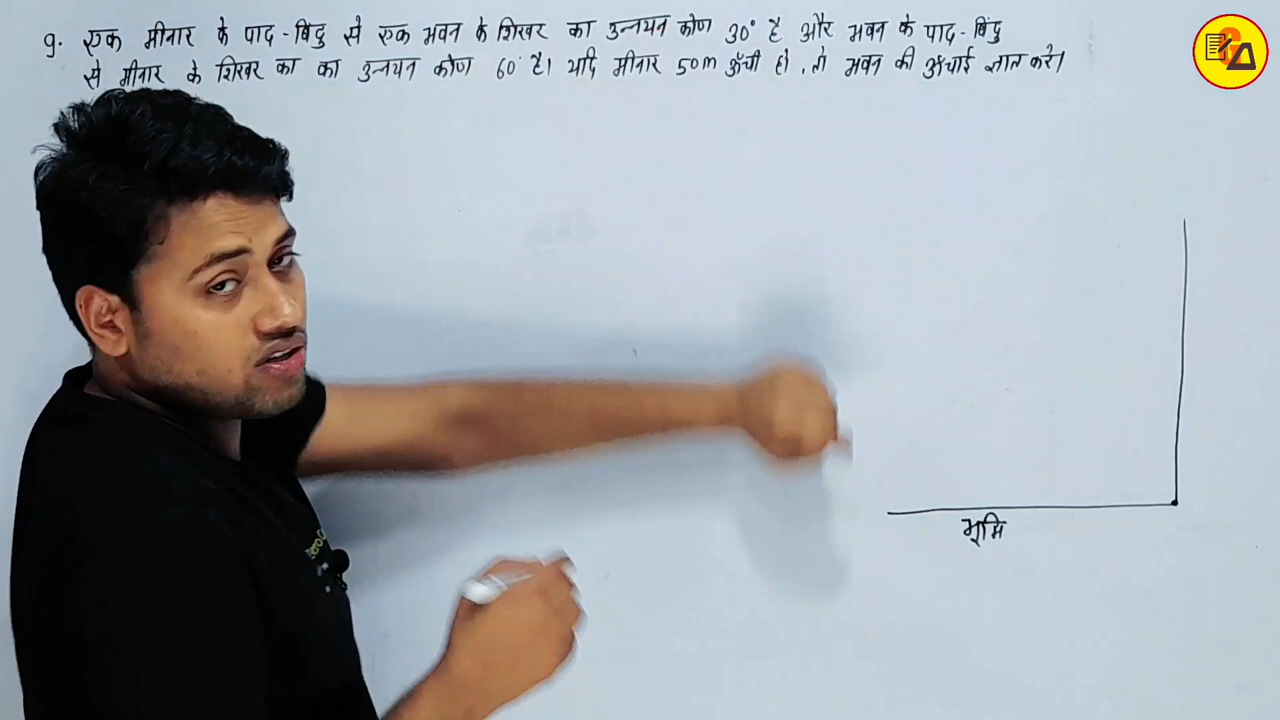 9. एक मीनार के पाद-बिंदु से एक भवन के शिखर का उन्नयन कोण 30° है और भवन के पाद-बिंदु
से मीनार के शिखर का का उन्नयन कोण 60° है। यदि मीनार 50m ऊँची हो, तो भवन की ऊँचाई ज्ञात करे।
भूमि